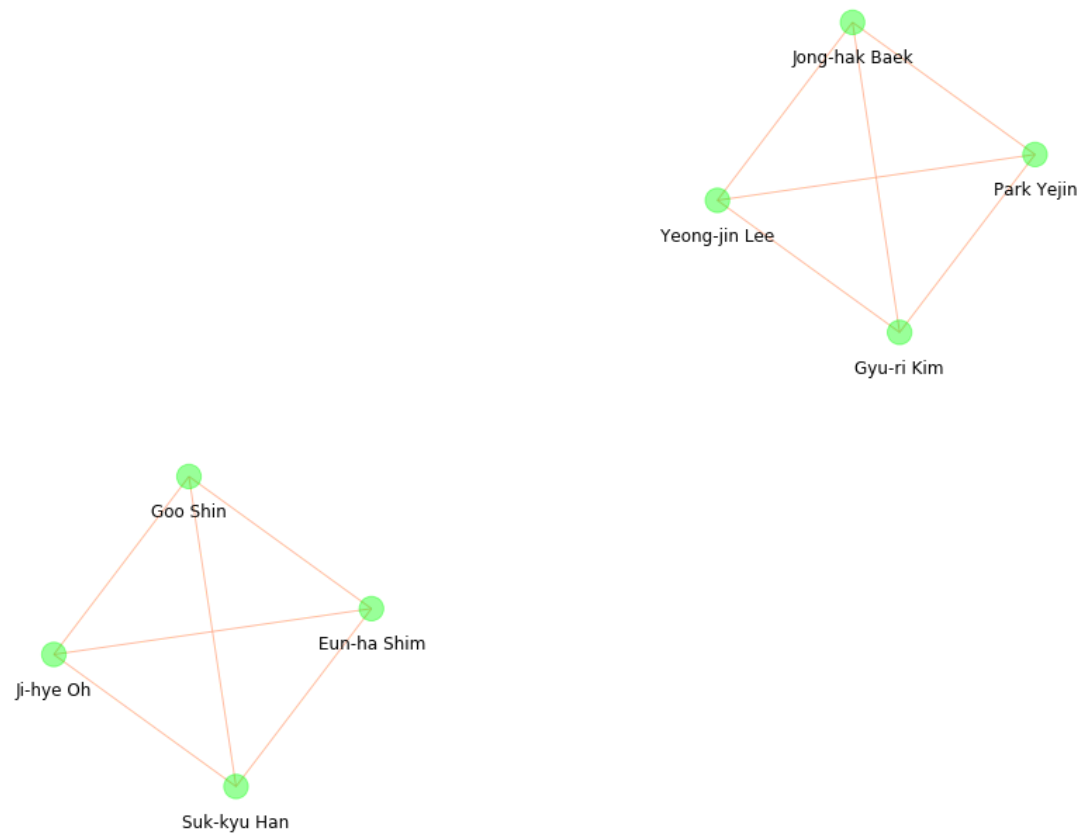 Jong-hak Baek
Park Yejin
Yeong-jin Lee
Gyu-ri Kim
Goo Shin
Eun-ha Shim
Ji-hye Oh
Suk-kyu Han